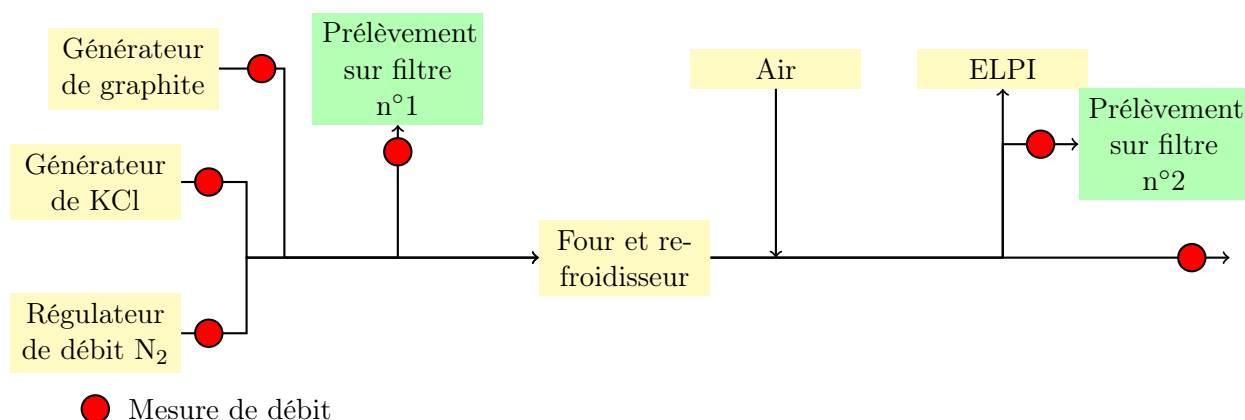 Générateur
de graphite
Prélèvement
sur filtre
n°1
Air
ELPI
Prélèvement
sur filtre
n°2
Générateur
de KCl
Four et re-
froidisseur
Régulateur
de débit N₂
Mesure de débit